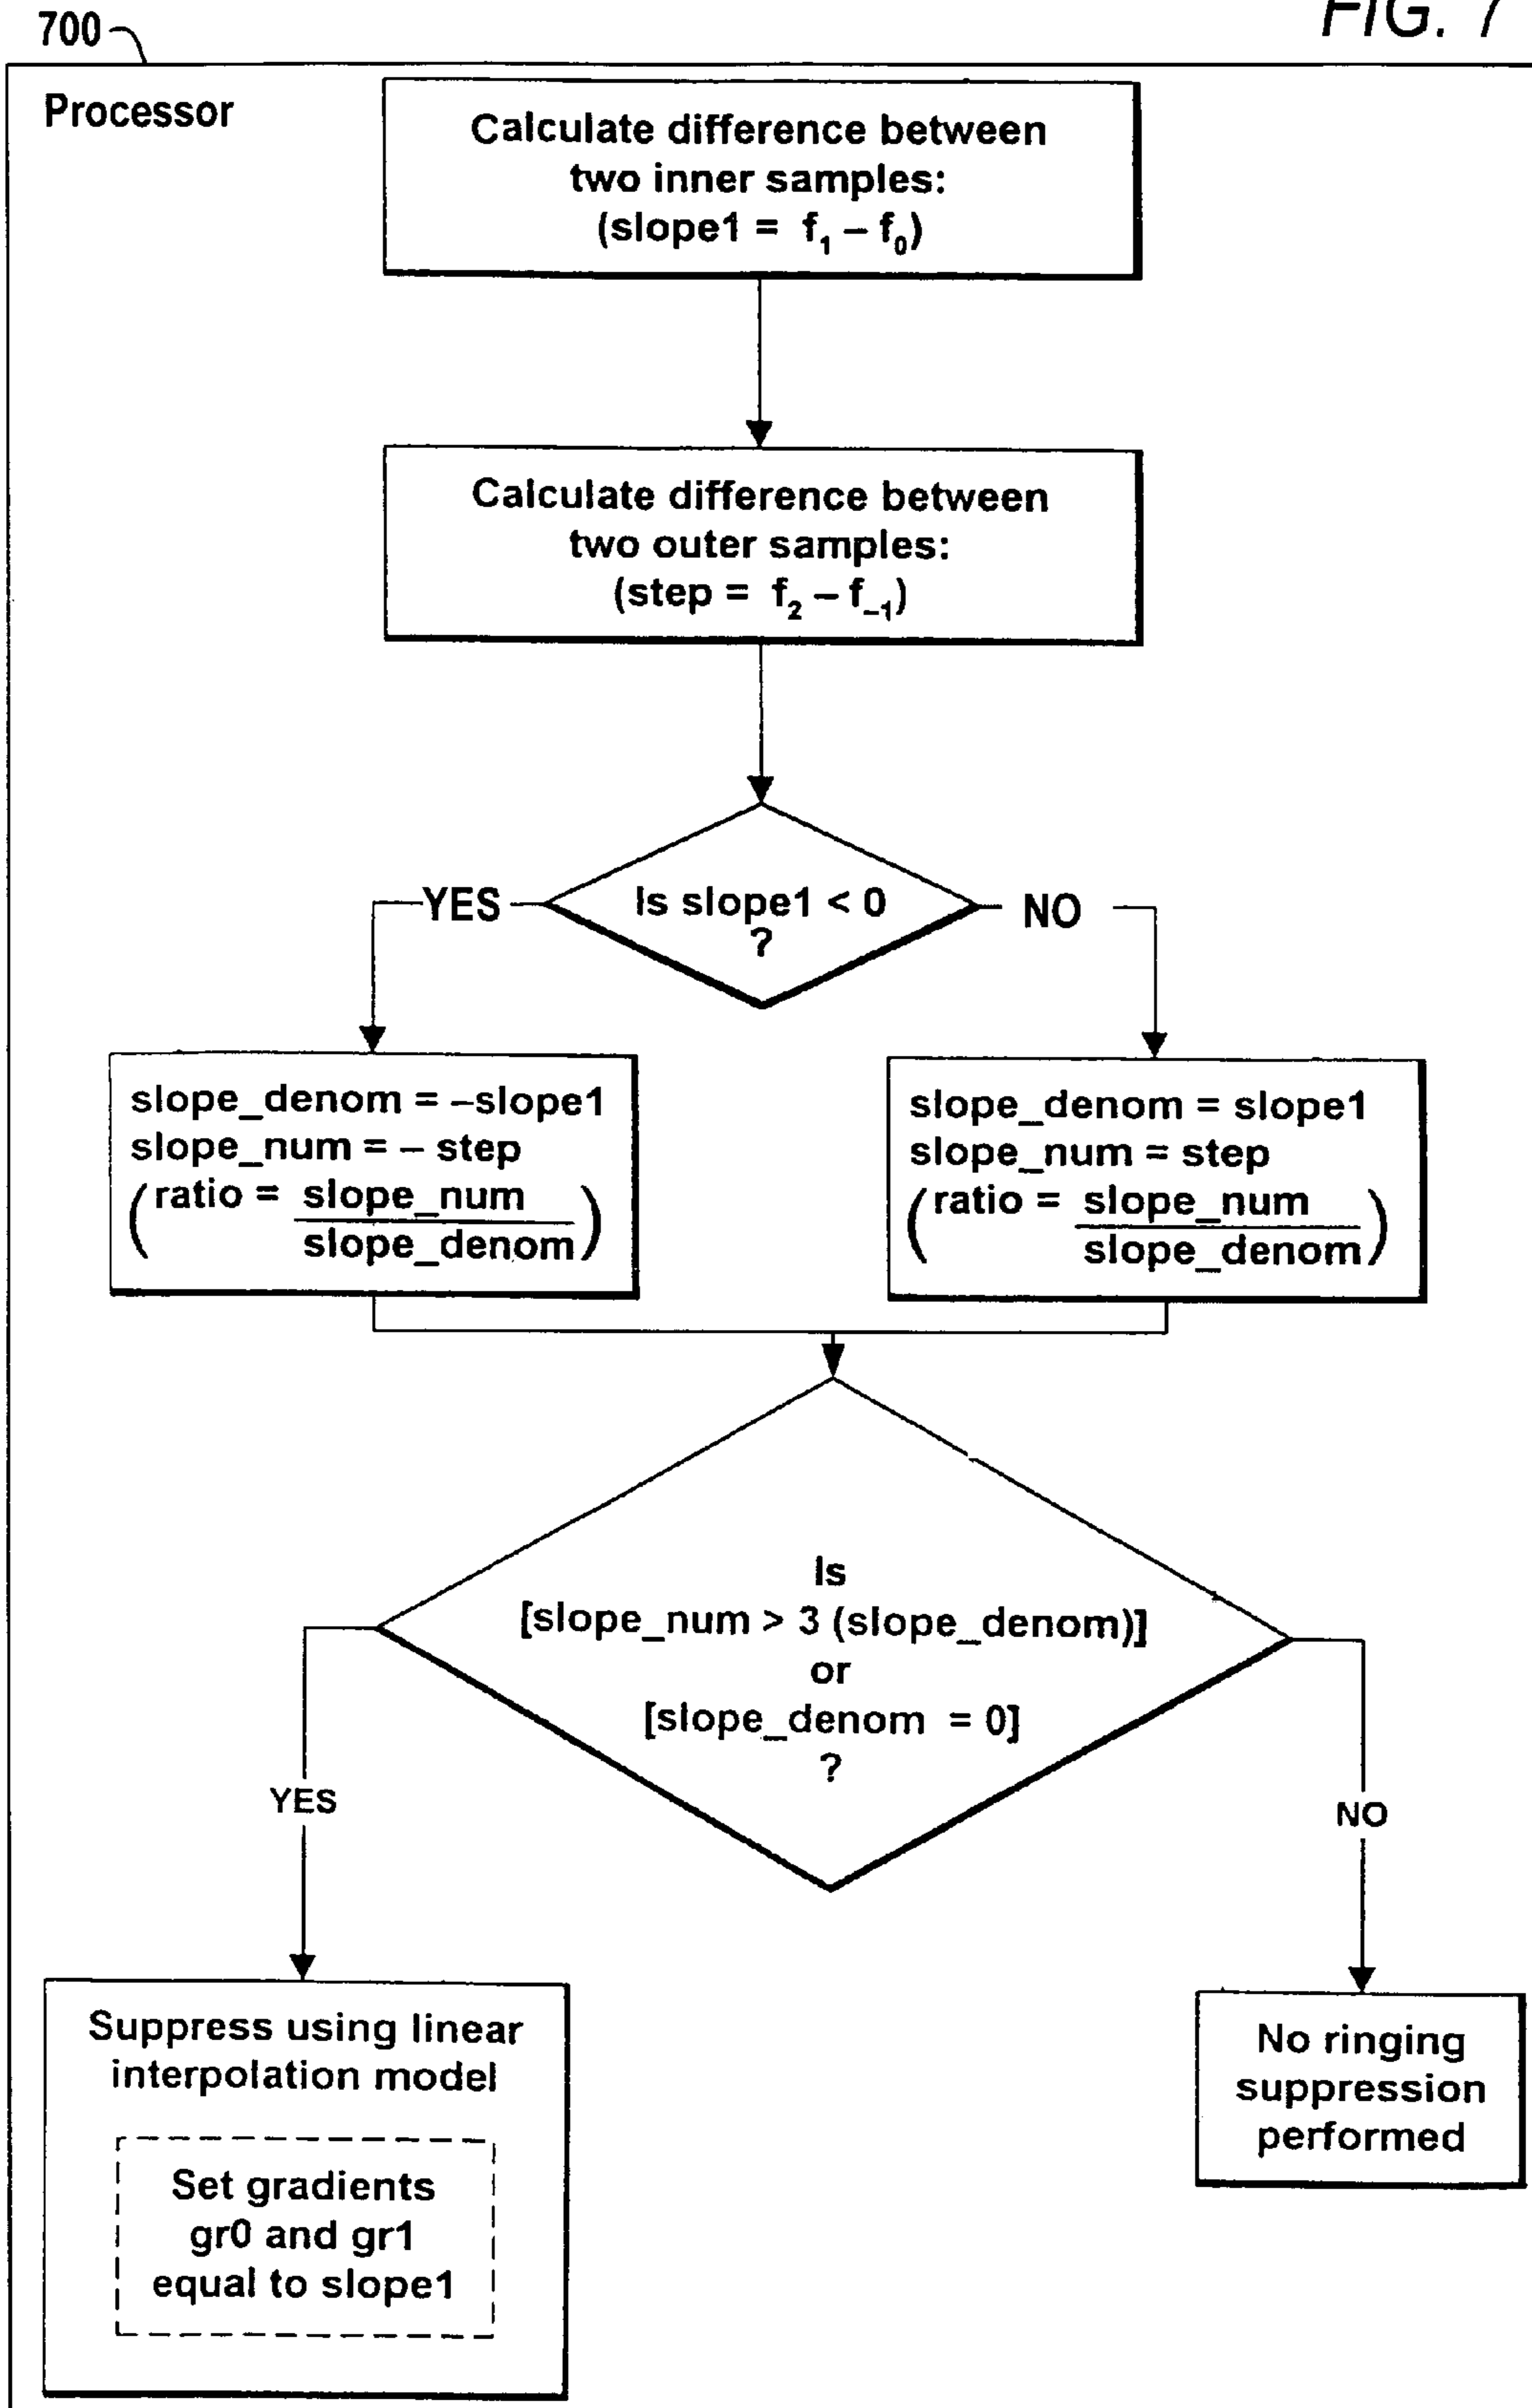 FIG. 7
700
Processor
Calculate difference between
two inner samples:
(slope1 = f₁ – f₀)
Calculate difference between
two outer samples:
(step = f₂ – f₋₁)
Is slope1 < 0
?
YES
NO
slope_denom = –slope1
slope_num = – step
(ratio = slope_num
slope_denom)
slope_denom = slope1
slope_num = step
(ratio = slope_num
slope_denom)
Is
[slope_num > 3 (slope_denom)]
or
[slope_denom = 0]
?
YES
NO
Suppress using linear
interpolation model
Set gradients
gr0 and gr1
equal to slope1
No ringing
suppression
performed